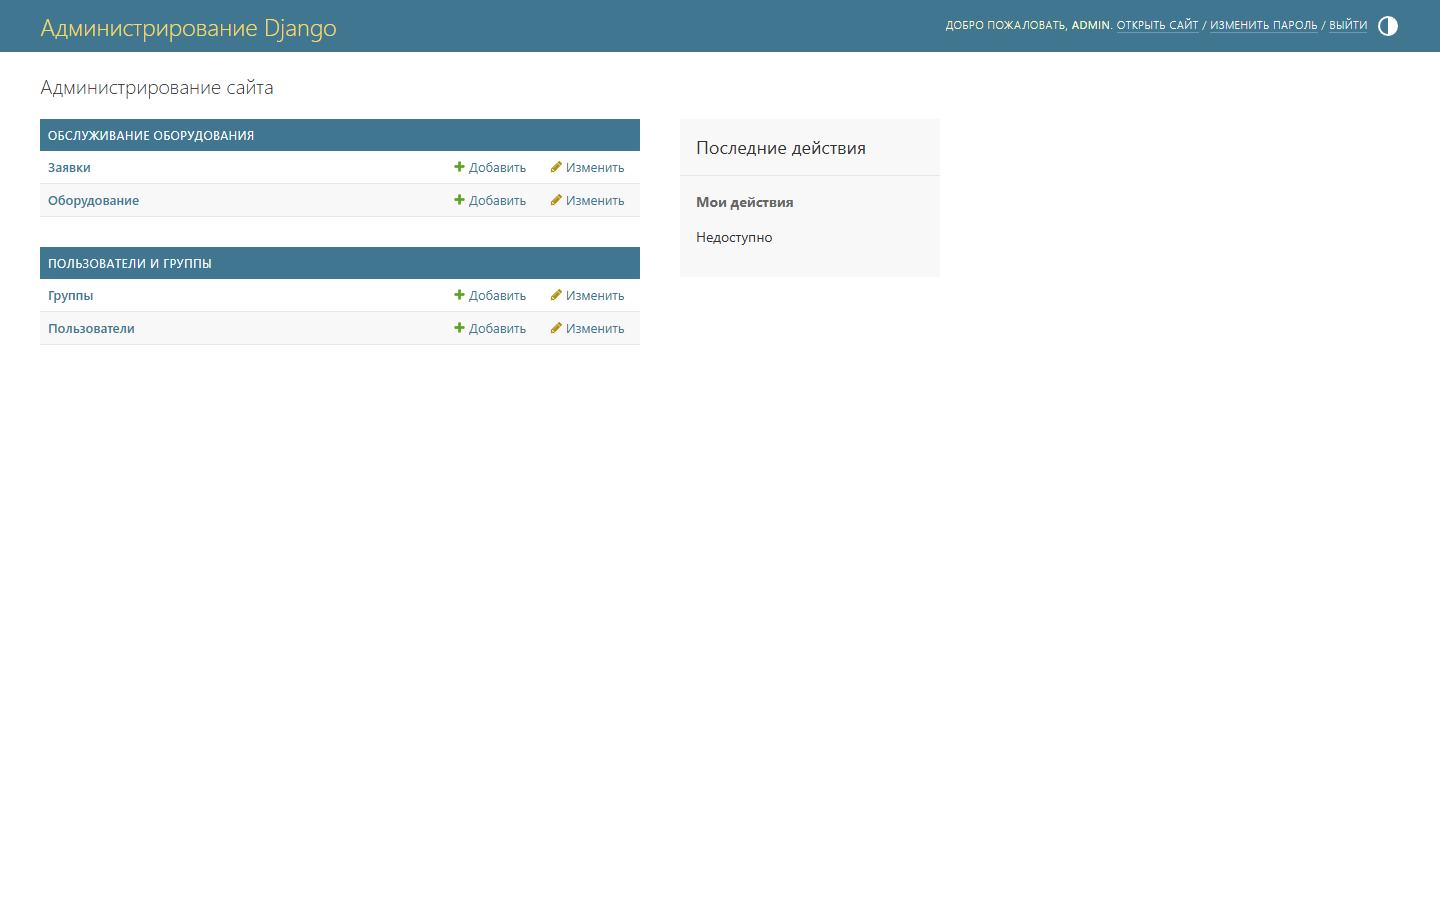 Администрирование Django
ДОБРО ПОЖАЛОВАТЬ, ADMIN. ОТКРЫТЬ САЙТ / ИЗМЕНИТЬ ПАРОЛЬ / ВЫЙТИ
Администрирование сайта
ОБСЛУЖИВАНИЕ ОБОРУДОВАНИЯ
Заявки Добавить Изменить
Оборудование Добавить Изменить
ПОЛЬЗОВАТЕЛИ И ГРУППЫ
Группы Добавить Изменить
Пользователи Добавить Изменить
Последние действия
Мои действия
Недоступно